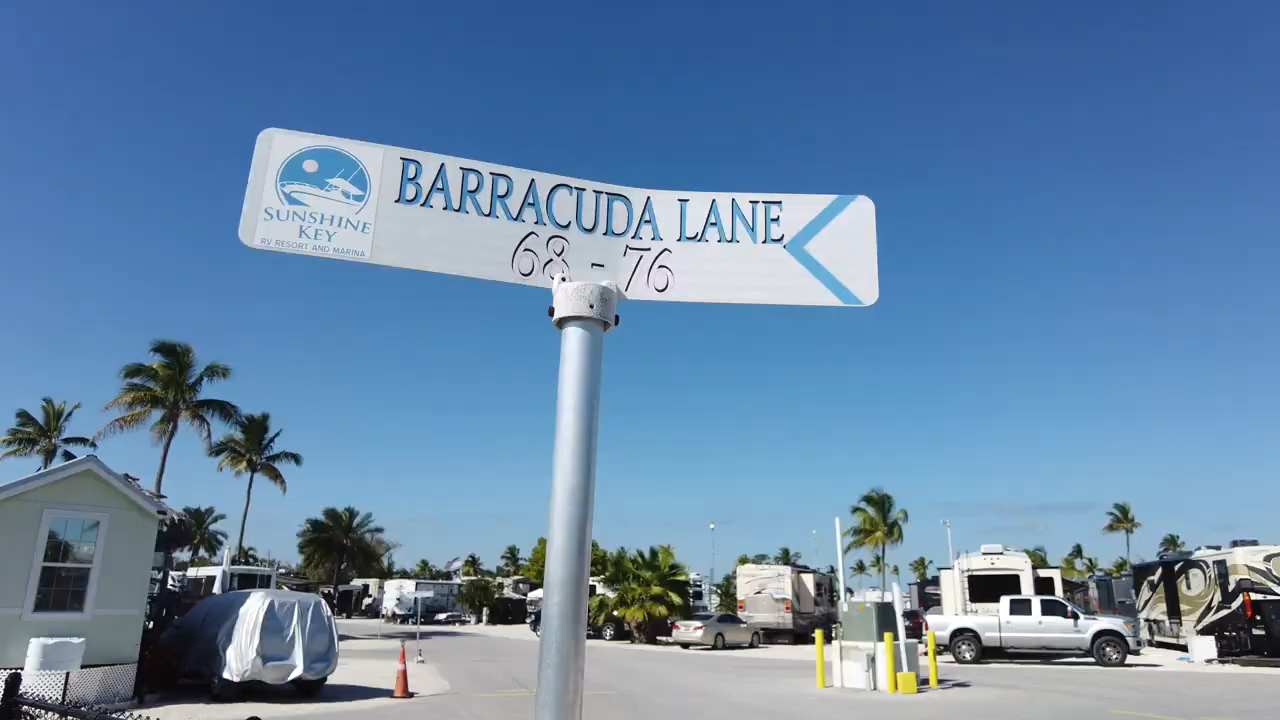 BARRACUDA LANE
68 - 76
SUNSHINE
KEY
RV RESORT AND MARINA